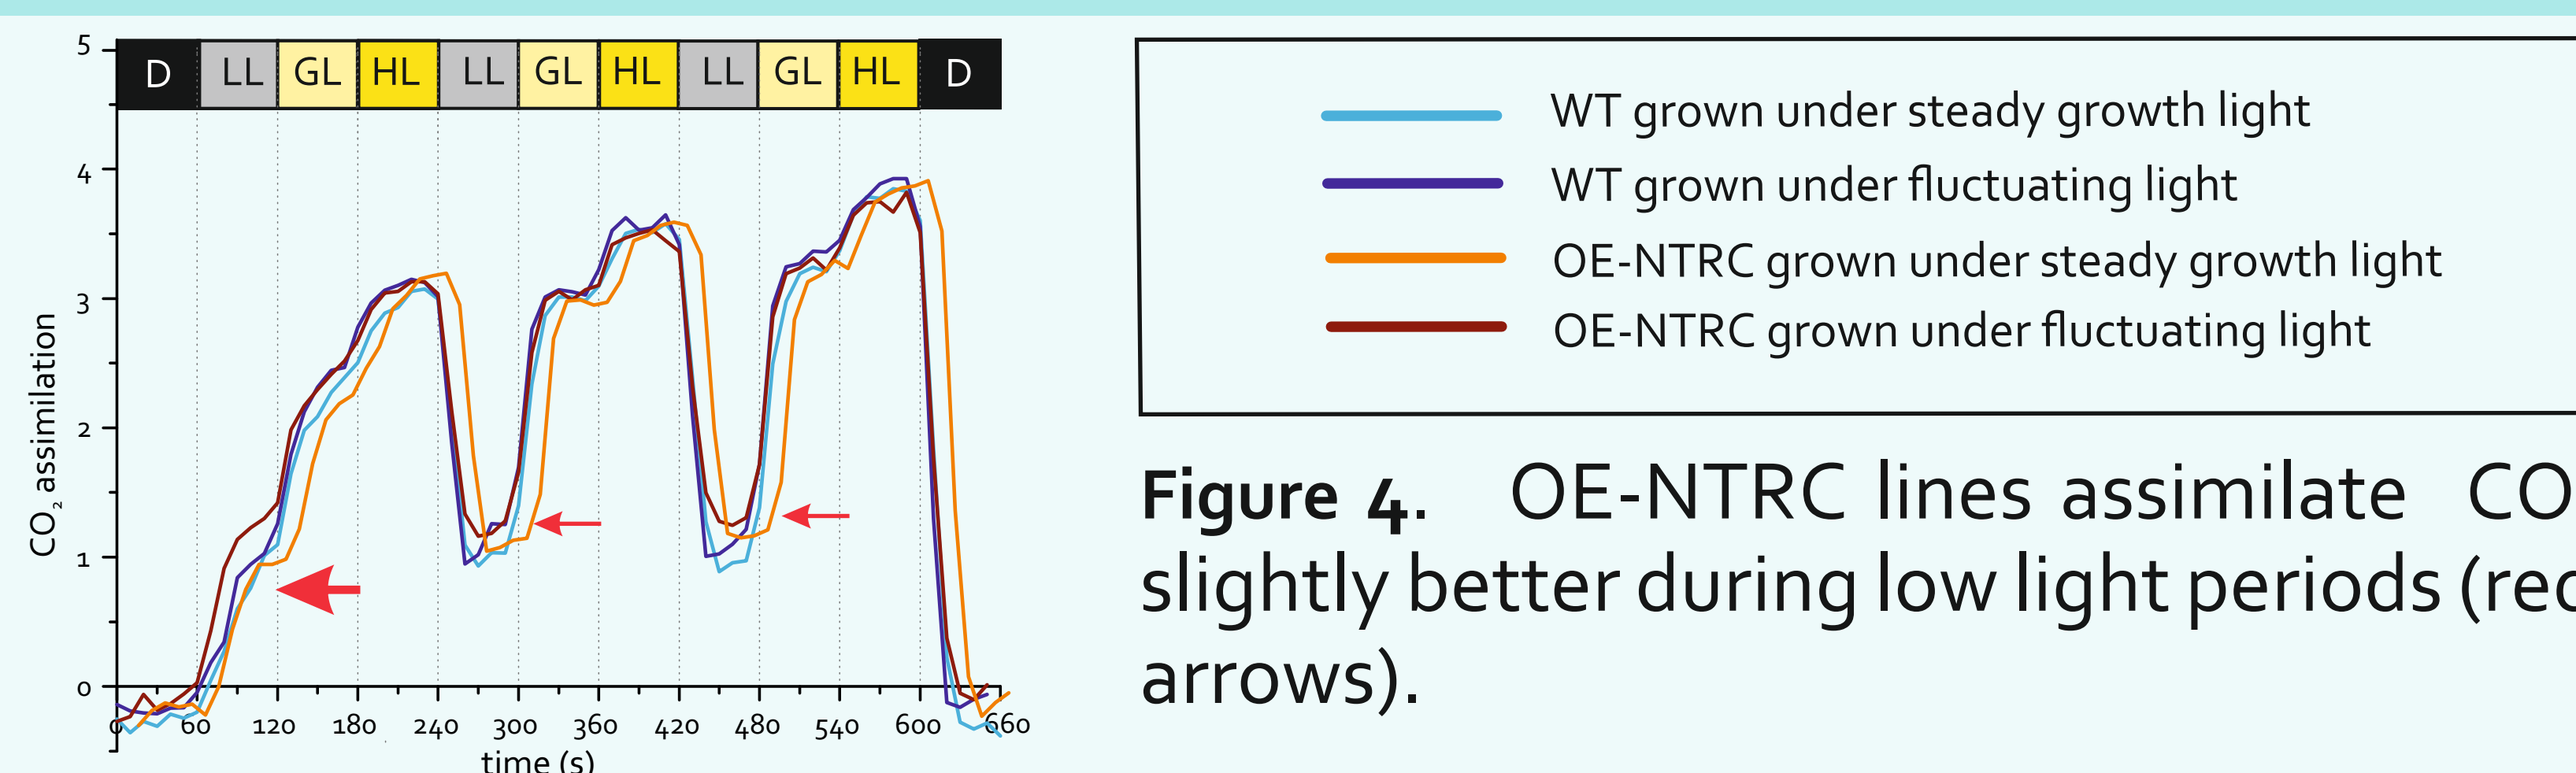 D LL GL HL LL GL HL LL GL HL D
5
4
3
2
1
0
CO₂ assimilation
0 60 120 180 240 300 360 420 480 540 600 660
time (s)
WT grown under steady growth light
WT grown under fluctuating light
OE-NTRC grown under steady growth light
OE-NTRC grown under fluctuating light
Figure 4. OE-NTRC lines assimilate CO
slightly better during low light periods (rec
arrows).